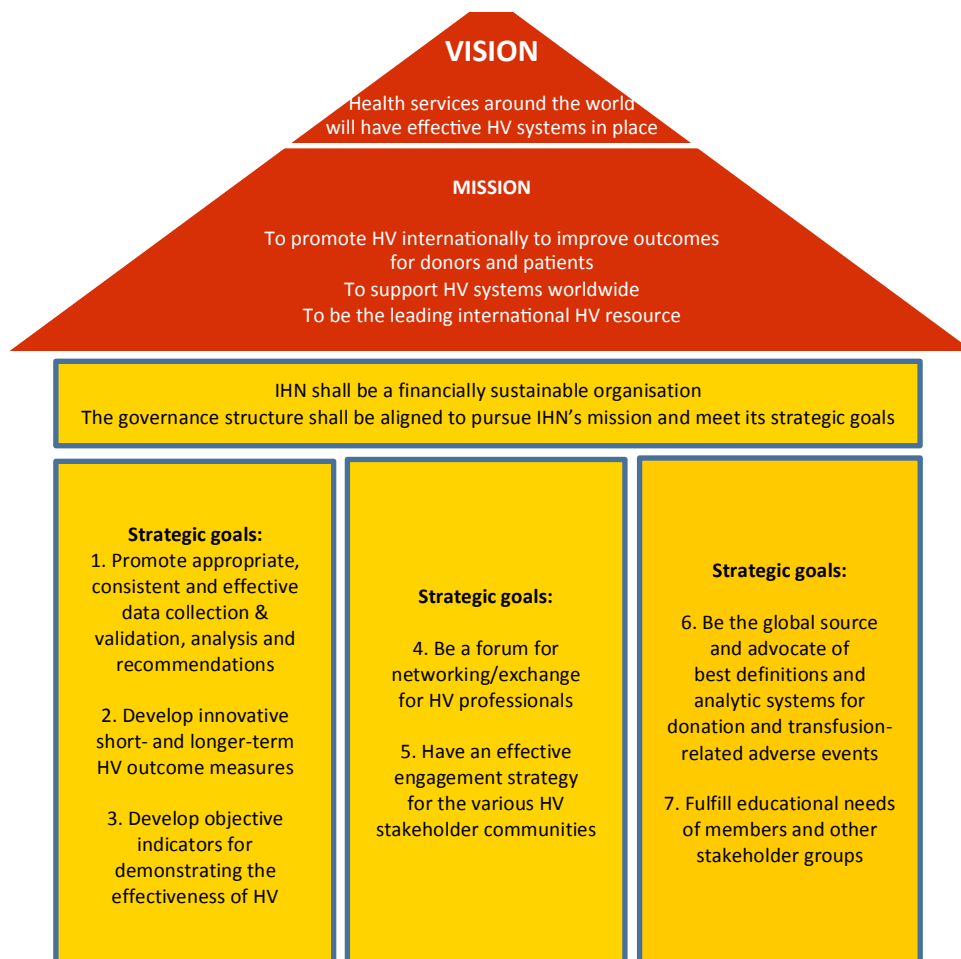 VISION
Health services around the world
will have effective HV systems in place
MISSION
To promote HV internationally to improve outcomes
for donors and patients
To support HV systems worldwide
To be the leading international HV resource
IHN shall be a financially sustainable organisation
The governance structure shall be aligned to pursue IHN's mission and meet its strategic goals
Strategic goals:
1. Promote appropriate,
consistent and effective
data collection &
validation, analysis and
recommendations
2. Develop innovative
short- and longer-term
HV outcome measures
3. Develop objective
indicators for
demonstrating the
effectiveness of HV
Strategic goals:
4. Be a forum for
networking/exchange
for HV professionals
5. Have an effective
engagement strategy
for the various HV
stakeholder communities
Strategic goals:
6. Be the global source
and advocate of
best definitions and
analytic systems for
donation and transfusion-
related adverse events
7. Fulfill educational needs
of members and other
stakeholder groups